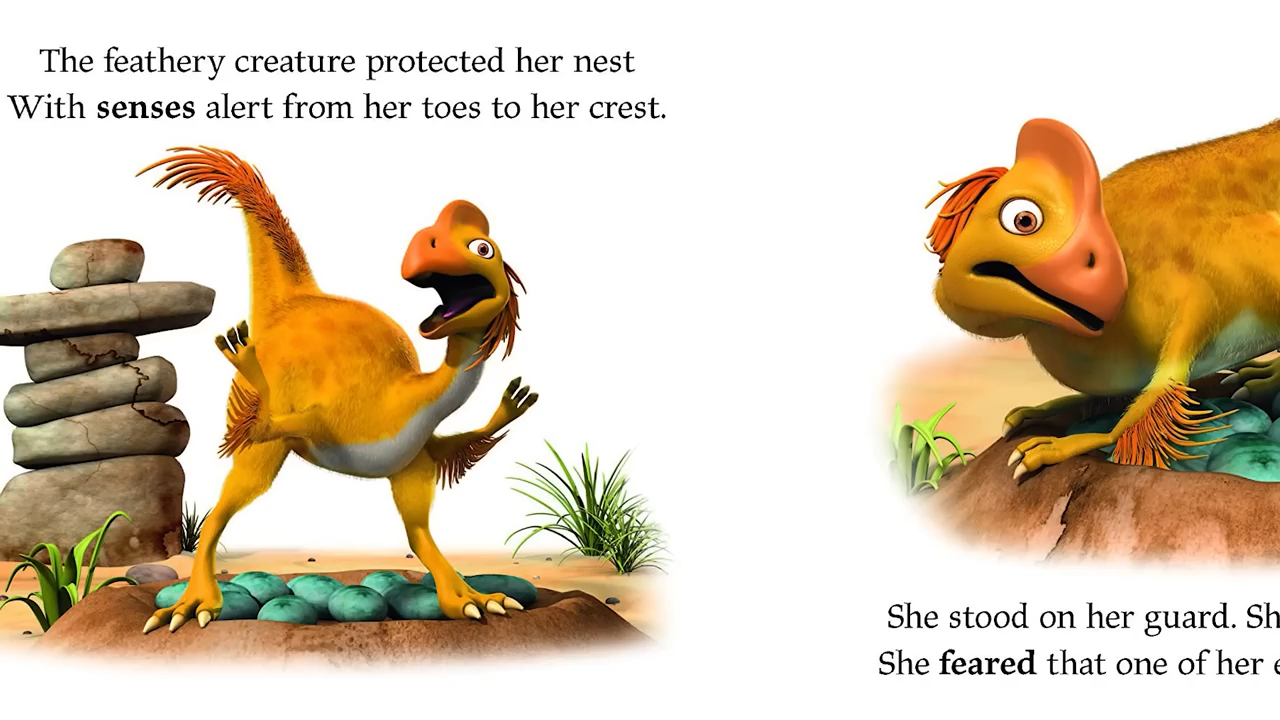 The feathery creature protected her nest
With senses alert from her toes to her crest.
She stood on her guard. Sh
She feared that one of her e